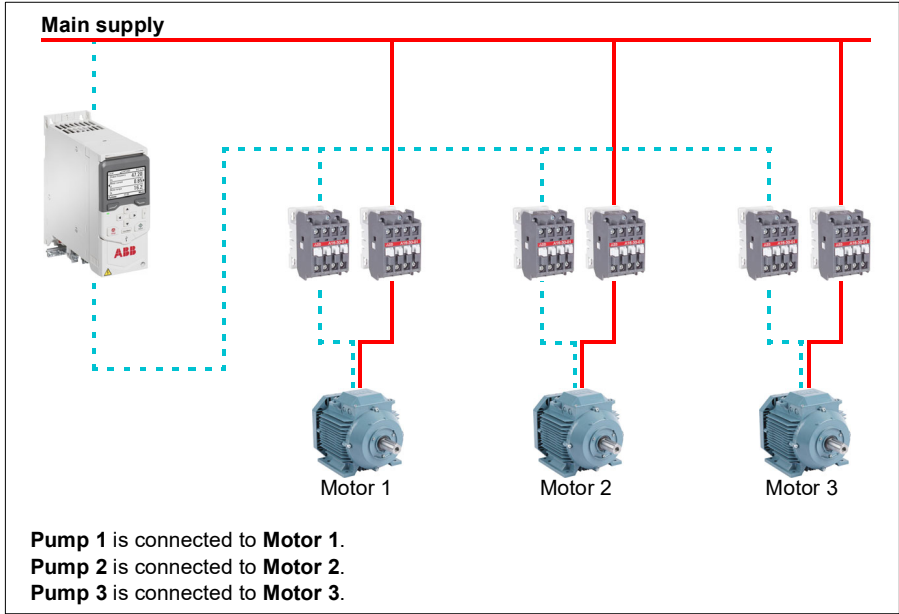 Main supply
ABB
Motor 1
Motor 2
Motor 3
Pump 1 is connected to Motor 1.
Pump 2 is connected to Motor 2.
Pump 3 is connected to Motor 3.